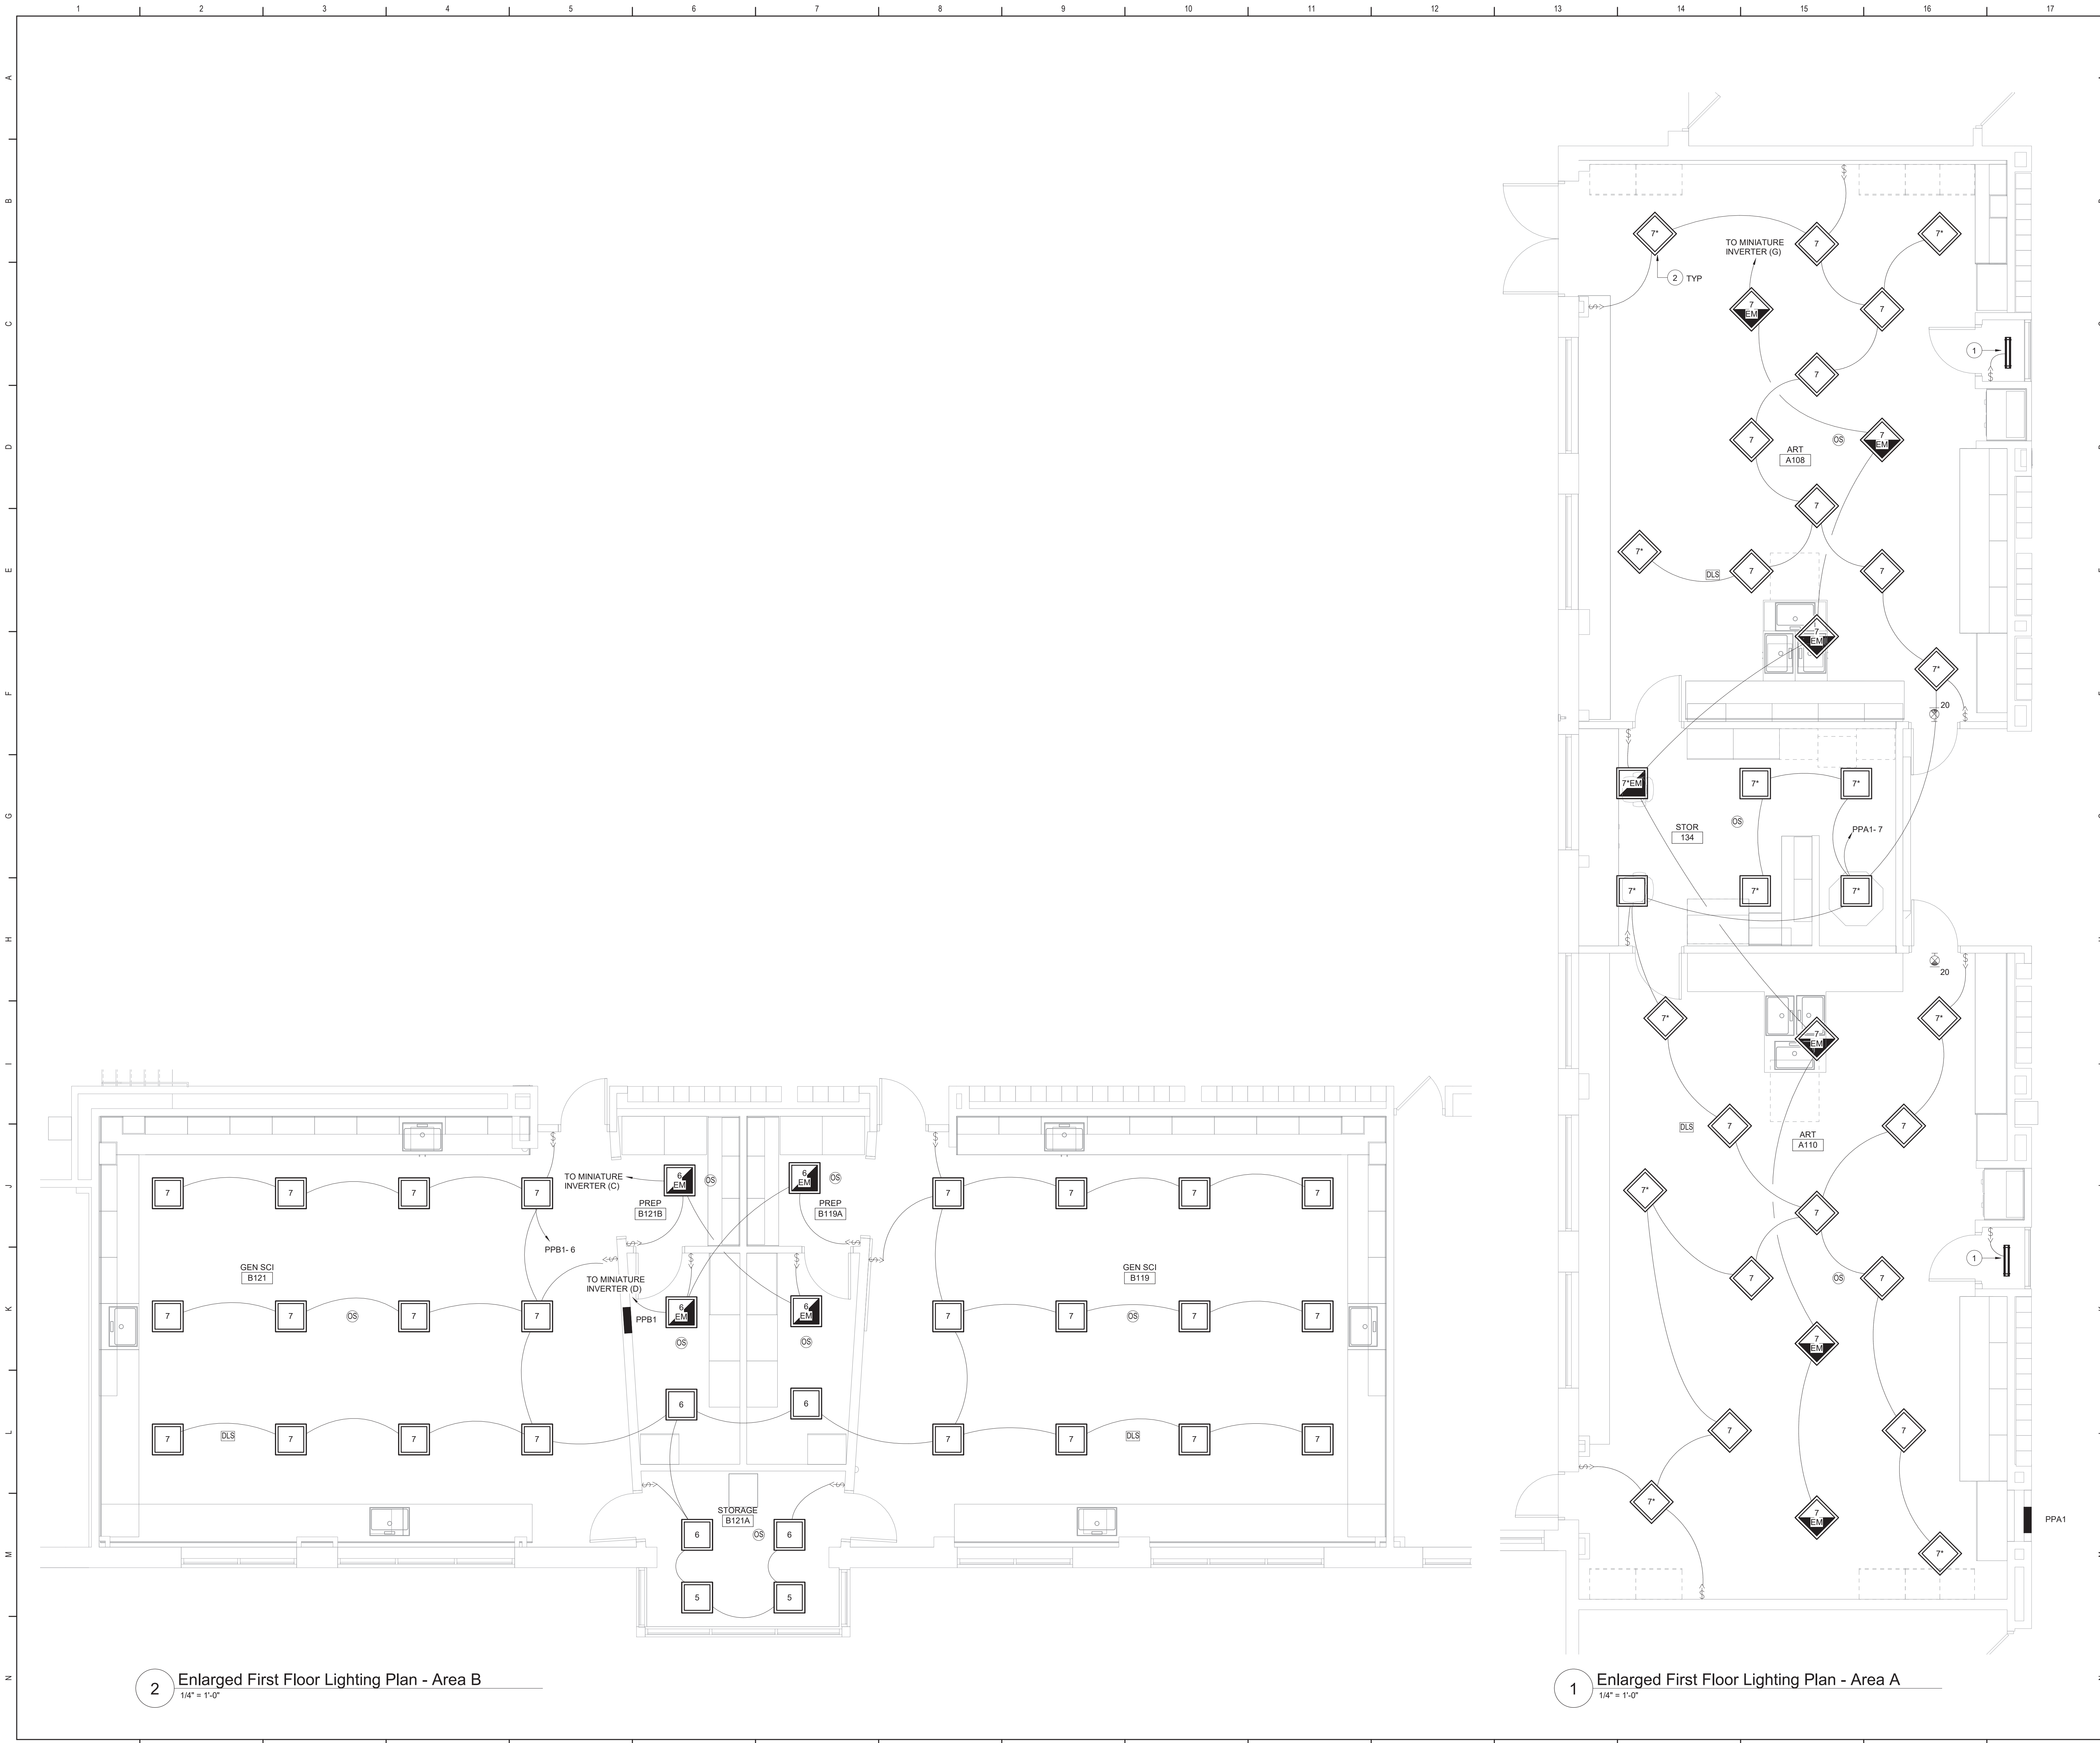 1 2 3 4 5 6 7 8 9 10 11 12 13 14 15 16 17
A
B
C
D
E
F
G
H
I
J
K
L
M
N
7*
7
7*
TO MINIATURE
INVERTER (G)
2 TYP
7
EM
7
1
7
7
OS
7
EM
ART
A108
7
7*
DLS
7
7
7
EM
7*
20
7*EM
7*
7*
OS
STOR
134
PPA1- 7
7*
7*
7*
20
7*
7
EM
7*
DLS
7
ART
A110
7
7*
7
1
7
OS
7
7
EM
7
7
7*
7
EM
PPA1
7*
7
7
7
7
TO MINIATURE
INVERTER (C)
6
EM
OS
6
EM
OS
PREP
B121B
PREP
B119A
7
7
7
7
PPB1- 6
GEN SCI
B121
TO MINIATURE
INVERTER (D)
GEN SCI
B119
7
7
OS
7
7
PPB1
6
EM
OS
6
EM
OS
7
7
OS
7
7
7
DLS
7
7
7
6
6
7
7
DLS
7
7
STORAGE
B121A
6
OS
6
5
5
2
Enlarged First Floor Lighting Plan - Area B
1/4" = 1'-0"
1
Enlarged First Floor Lighting Plan - Area A
1/4" = 1'-0"